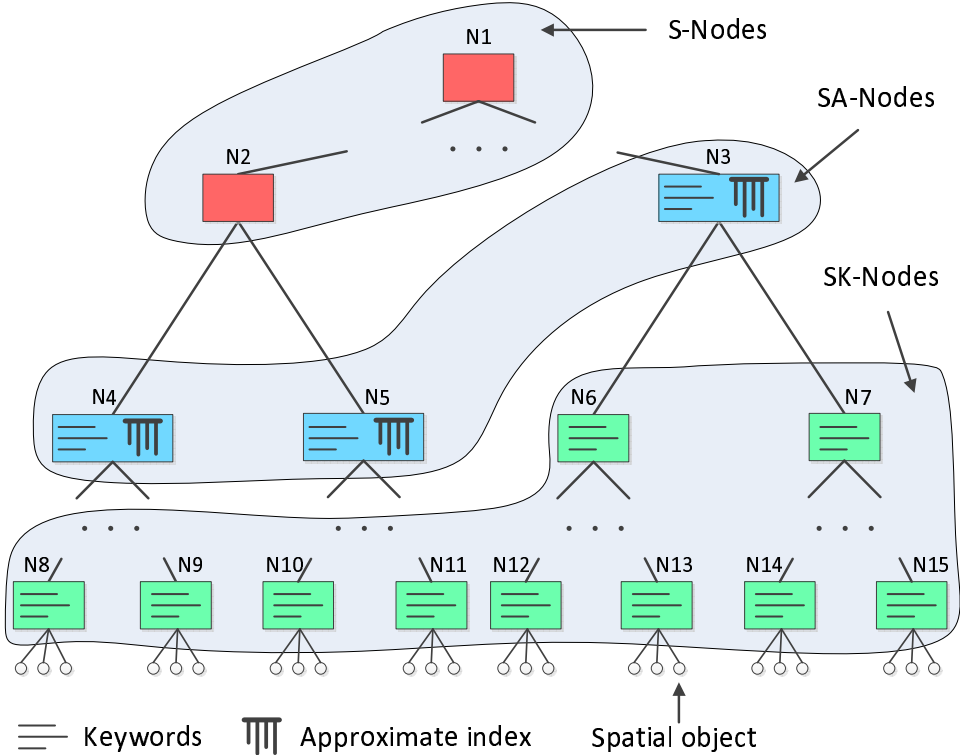 N1
S-Nodes
SA-Nodes
N2
N3
SK-Nodes
N4
N5
N6
N7
N8
N9
N10
N11
N12
N13
N14
N15
Keywords
Approximate index
Spatial object